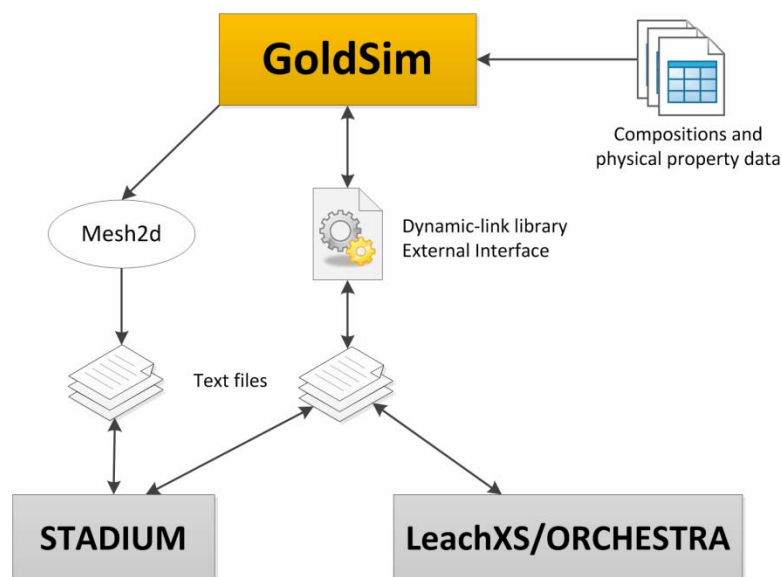 GoldSim
Compositions and
physical property data
Mesh2d
Dynamic-link library
External Interface
Text files
STADIUM
LeachXS/ORCHESTRA